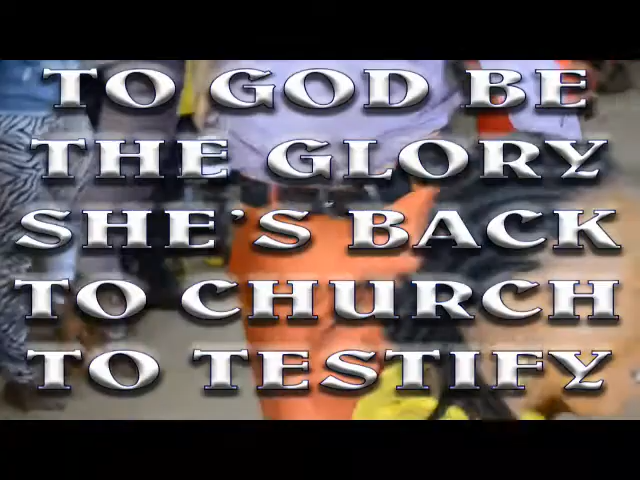 TO GOD BE
THE GLORY
SHE'S BACK
TO CHURCH
TO TESTIFY